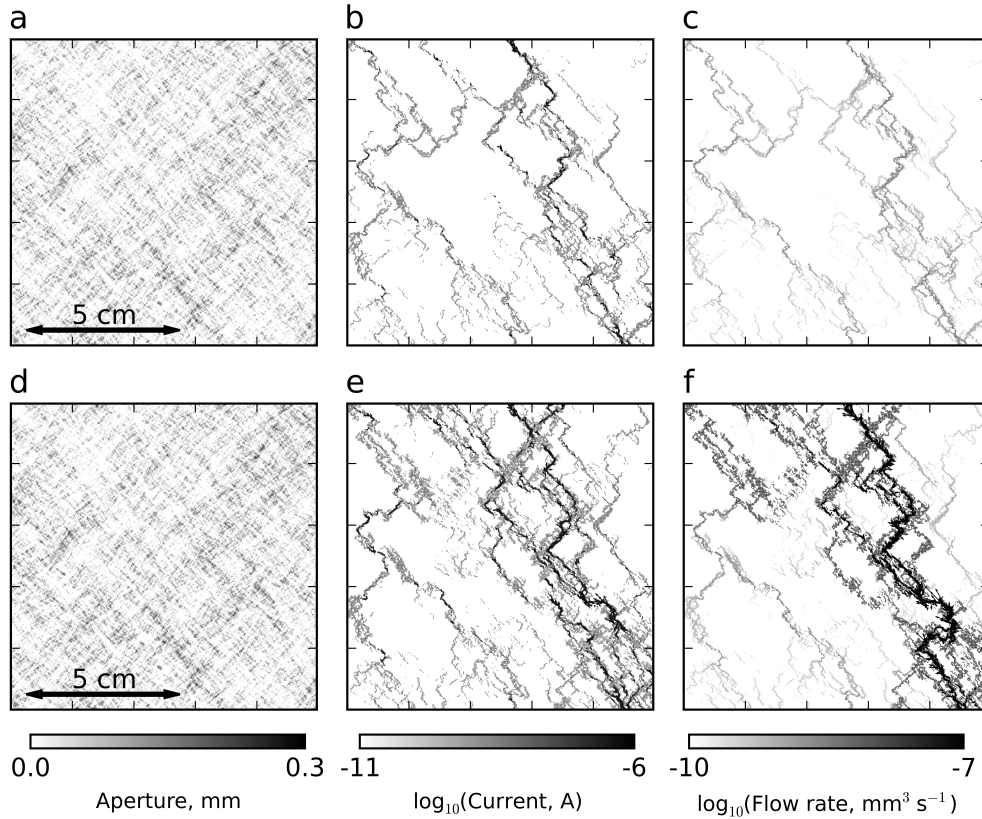 a b c
5 cm
d e f
5 cm
0.0 0.3 -11 -6 -10 -7
Aperture, mm log₁₀(Current, A) log₁₀(Flow rate, mm³ s⁻¹)